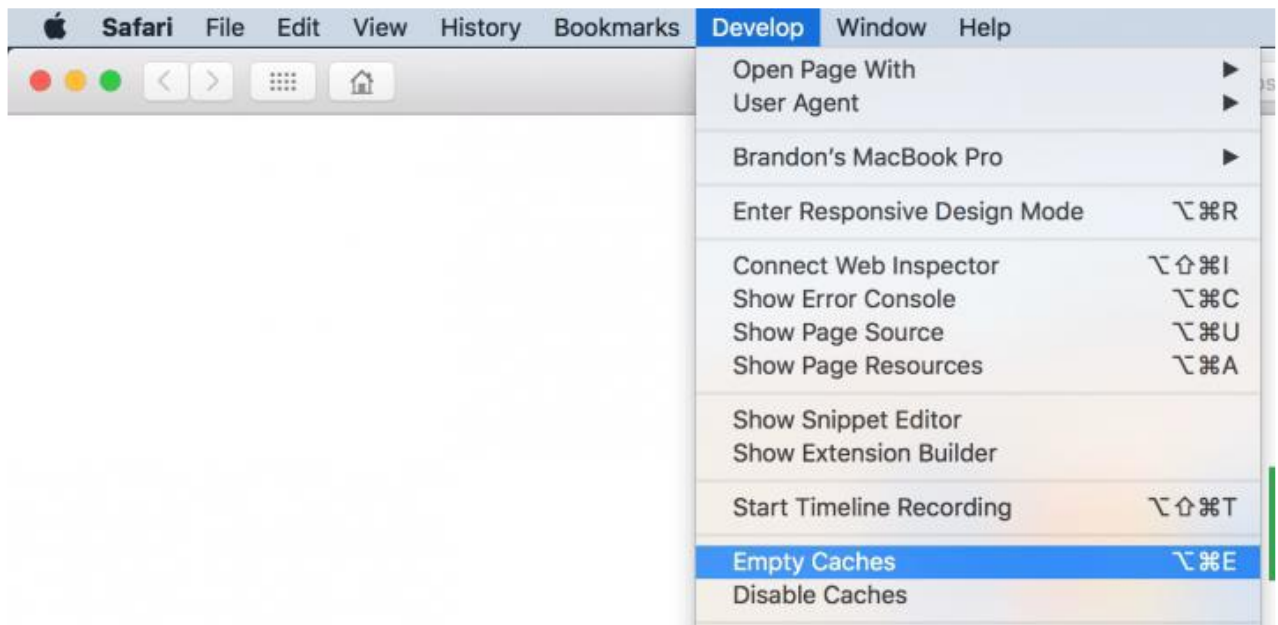 Safari File Edit View History Bookmarks Develop Window Help
Open Page With ▶
User Agent ▶
Brandon's MacBook Pro ▶
Enter Responsive Design Mode ⌥⌘R
Connect Web Inspector ⌥⇧⌘I
Show Error Console ⌥⌘C
Show Page Source ⌥⌘U
Show Page Resources ⌥⌘A
Show Snippet Editor
Show Extension Builder
Start Timeline Recording ⌥⇧⌘T
Empty Caches ⌥⌘E
Disable Caches